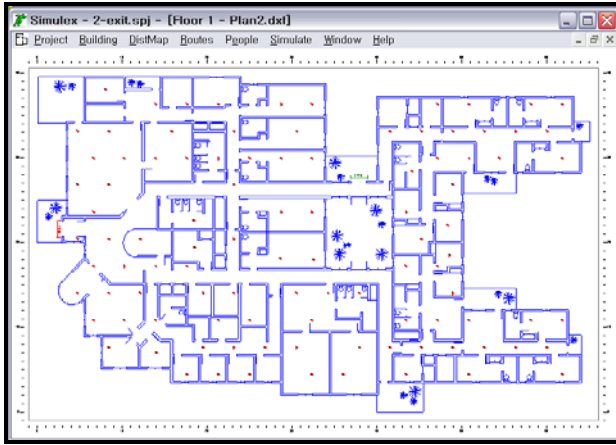 Simulex - 2-exit.spj - [Floor 1 - Plan2.dxf]
Project Building DistMap Routes People Simulate Window Help